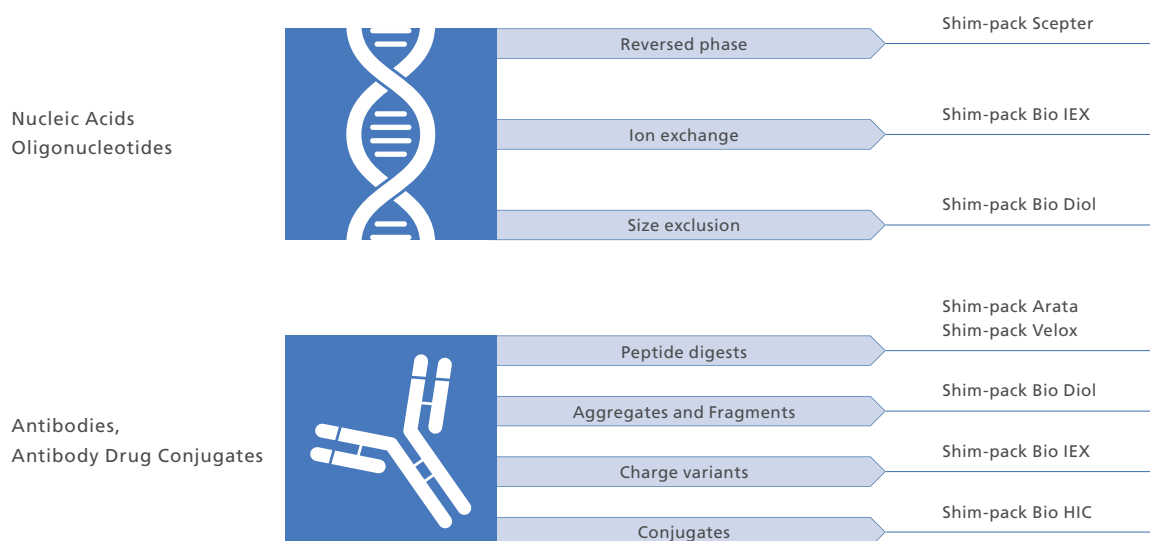 Nucleic Acids
Oligonucleotides
Reversed phase
Shim-pack Scepter
Ion exchange
Shim-pack Bio IEX
Size exclusion
Shim-pack Bio Diol
Antibodies,
Antibody Drug Conjugates
Peptide digests
Shim-pack Arata
Shim-pack Velox
Aggregates and Fragments
Shim-pack Bio Diol
Charge variants
Shim-pack Bio IEX
Conjugates
Shim-pack Bio HIC